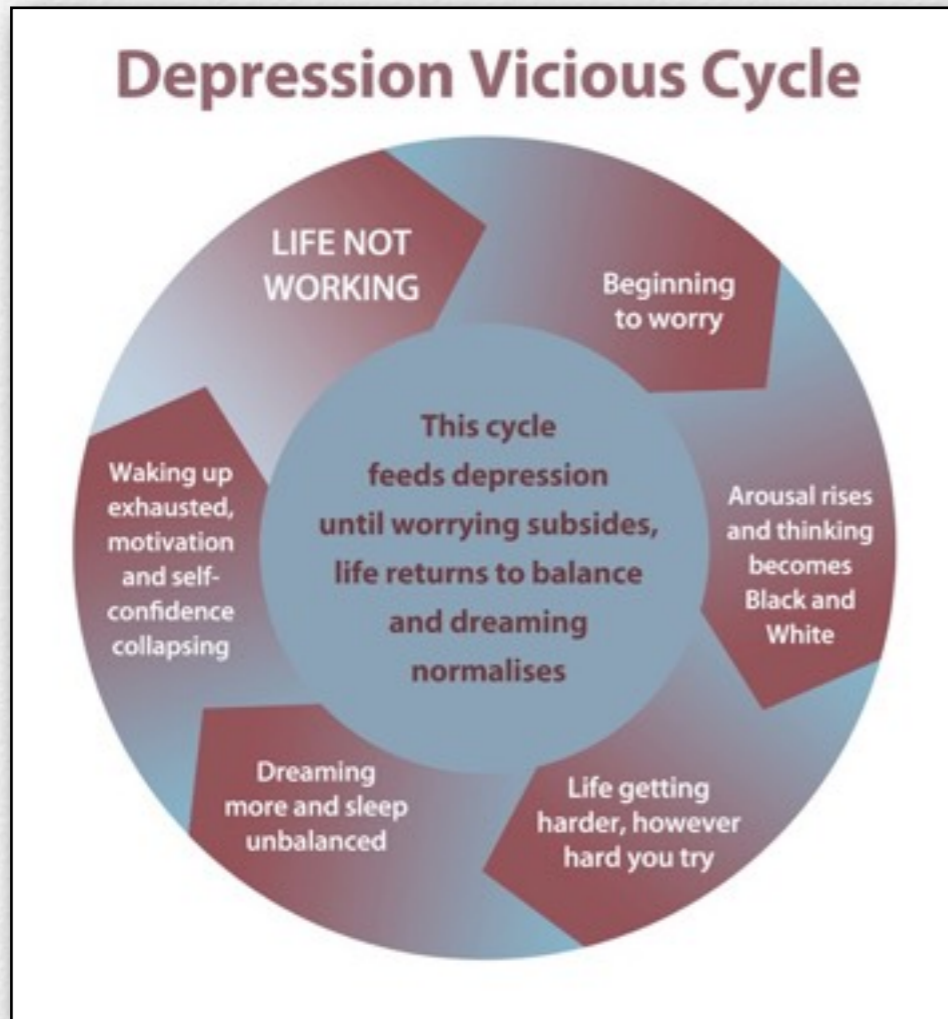 Depression Vicious Cycle
LIFE NOT
WORKING
Beginning
to worry
Arousal rises
and thinking
becomes
Black and
White
Life getting
harder, however
hard you try
Dreaming
more and sleep
unbalanced
Waking up
exhausted,
motivation
and self-
confidence
collapsing
This cycle
feeds depression
until worrying subsides,
life returns to balance
and dreaming
normalises